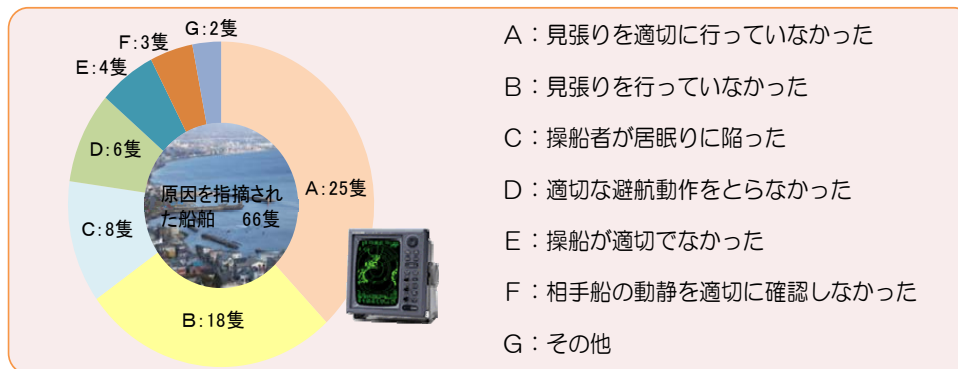 G:2隻
F:3隻
E:4隻
D:6隻
C:8隻
B:18隻
A:25隻
原因を指摘され
た船舶 66隻
A:見張りを適切に行っていなかった
B:見張りを行っていなかった
C:操船者が居眠りに陥った
D:適切な避航動作をとらなかった
E:操船が適切でなかった
F:相手船の動静を適切に確認しなかった
G:その他